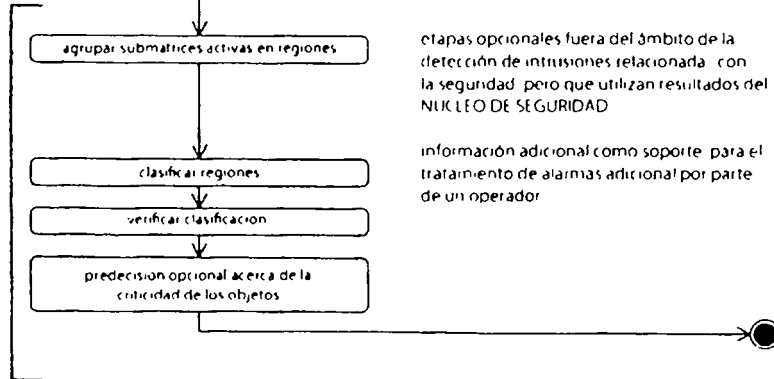 agrupar submatrices activas en regiones
clasificar regiones
verificar clasificacion
predecisión opcional acerca de la
criticidad de los objetos
etapas opcionales fuera del ámbito de la
detección de intrusiones relacionada con
la seguridad pero que utilizan resultados del
NUCLEO DE SEGURIDAD
información adicional como soporte para el
tratamiento de alarmas adicional por parte
de un operador